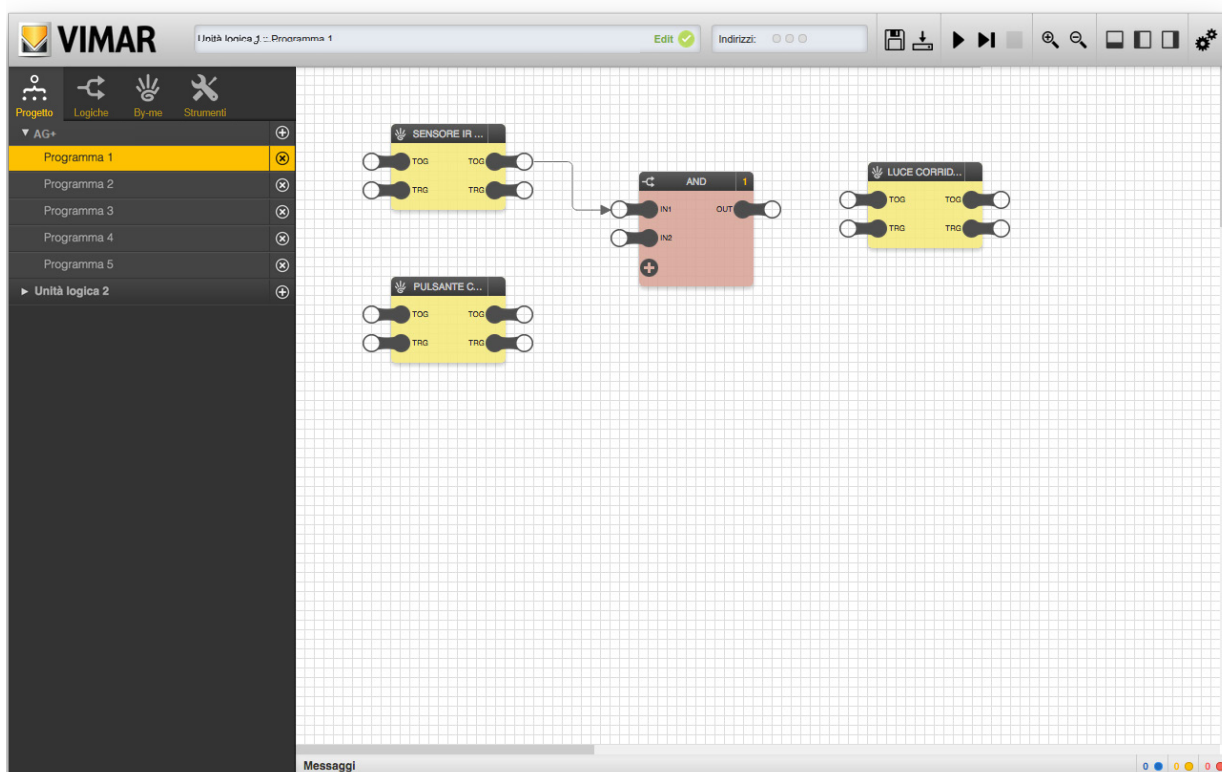 VIMAR
Unità logica 1 :: Programma 1
Edit
Indirizzi:
Progetto
Logiche
By-me
Strumenti
AG+
Programma 1
Programma 2
Programma 3
Programma 4
Programma 5
Unità logica 2
SENSORE IR ...
TOG TOG
TRG TRG
AND 1
IN1 OUT
IN2
LUCE CORRID...
TOG TOG
TRG TRG
PULSANTE C...
TOG TOG
TRG TRG
Messaggi
0 0 0